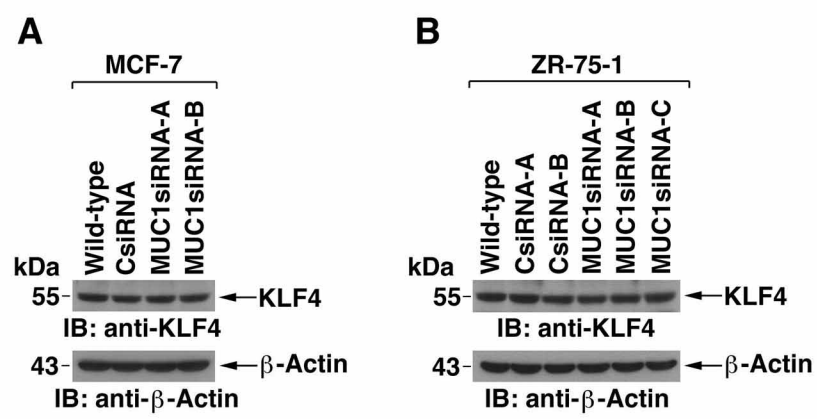 A
MCF-7
Wild-type
CsiRNA
MUC1siRNA-A
MUC1siRNA-B
kDa
55
KLF4
IB: anti-KLF4
43
β-Actin
IB: anti-β-Actin
B
ZR-75-1
Wild-type
CsiRNA-A
CsiRNA-B
MUC1siRNA-A
MUC1siRNA-B
MUC1siRNA-C
kDa
55
KLF4
IB: anti-KLF4
43
β-Actin
IB: anti-β-Actin